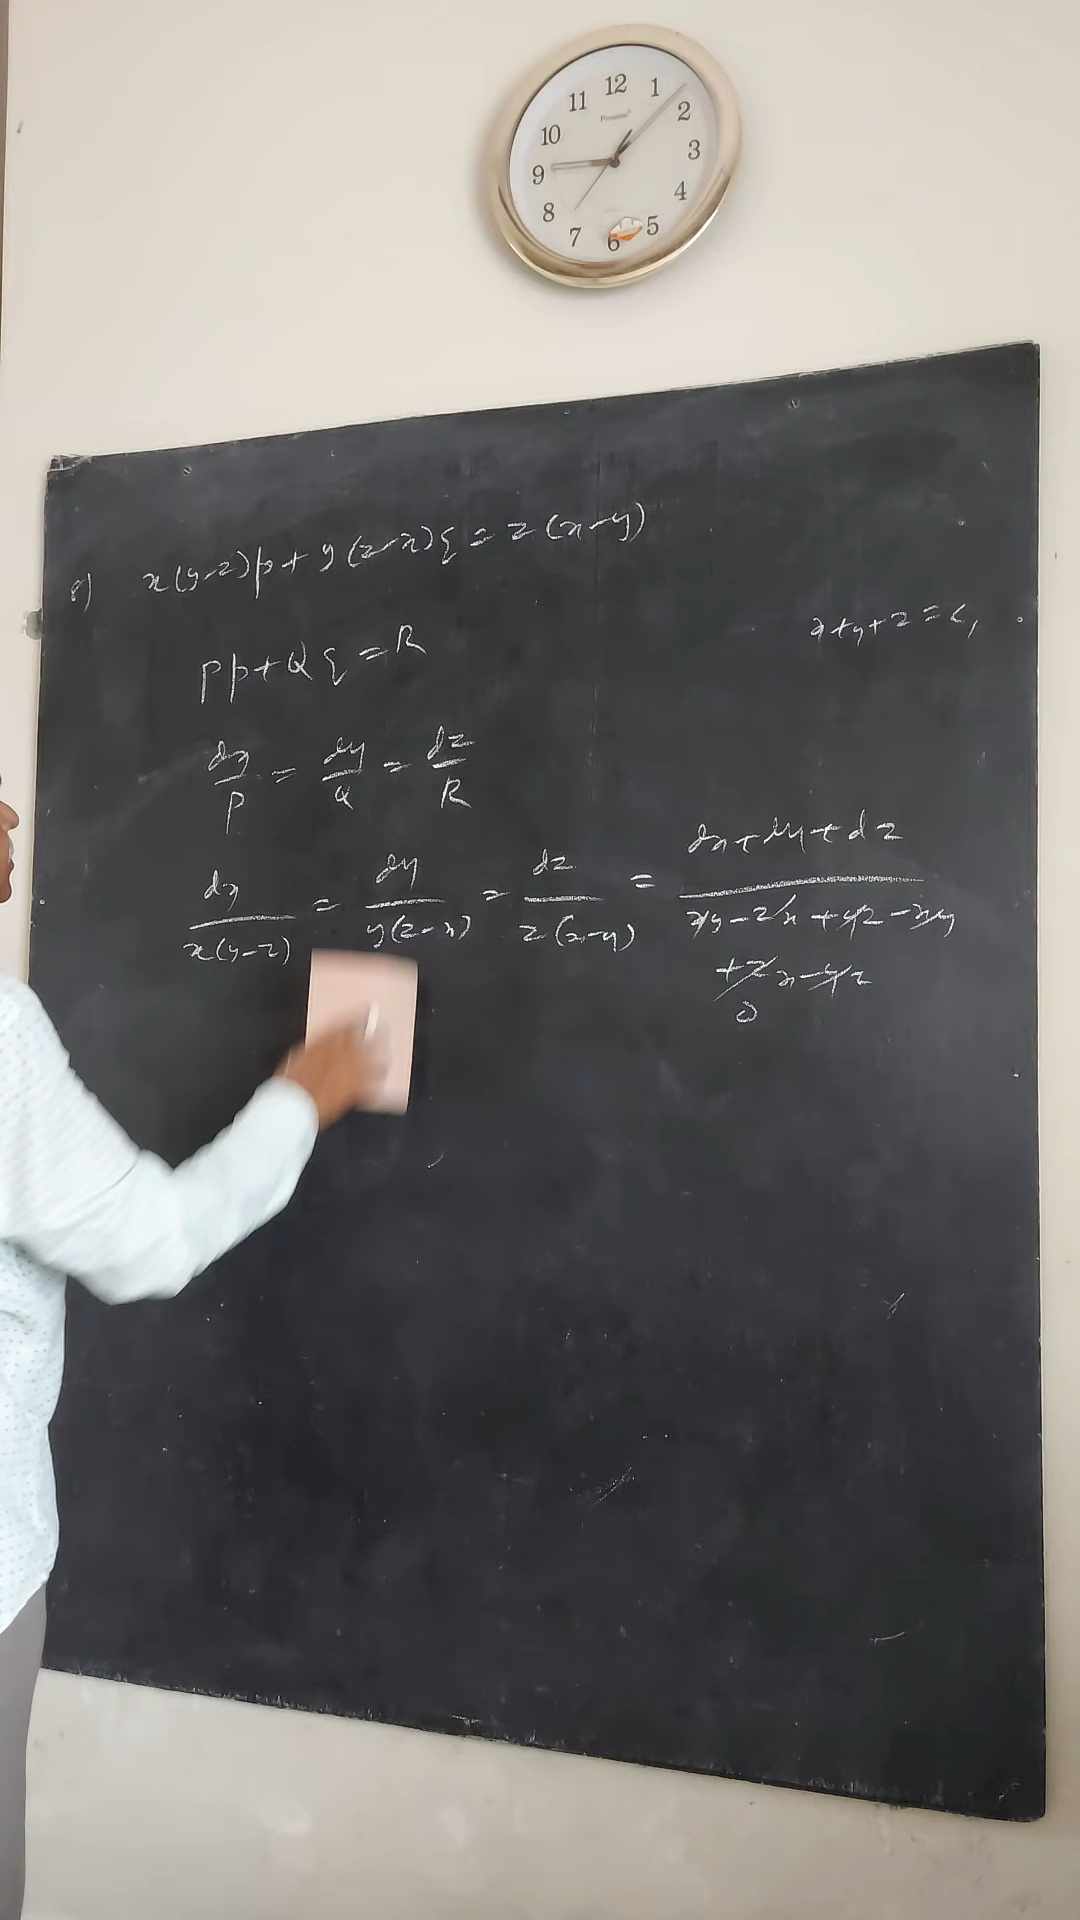 12
1
2
3
4
5
6
7
8
9
10
11
8) x(y-z)p + y(z-x)q = z(x-y)
x+y+z = c₁
Pp + Qq = R
dx/P = dy/Q = dz/R
dx/x(y-z) = dy/y(z-x) = dz/z(x-y) = dx+dy+dz/xy-zx+yz-xy
+zx-yz
0